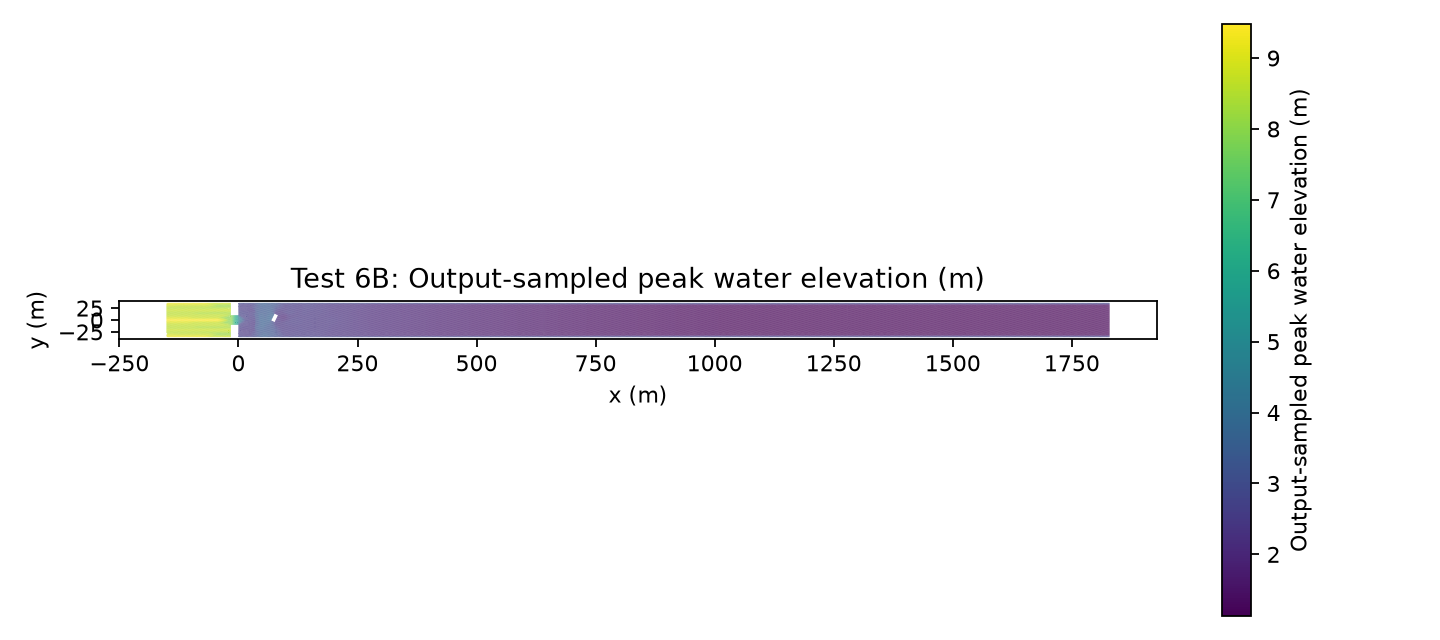 Test 6B: Output-sampled peak water elevation (m)
y (m)
25
0
−25
−250 0 250 500 750 1000 1250 1500 1750
x (m)
9
8
7
6
5
4
3
2
Output-sampled peak water elevation (m)